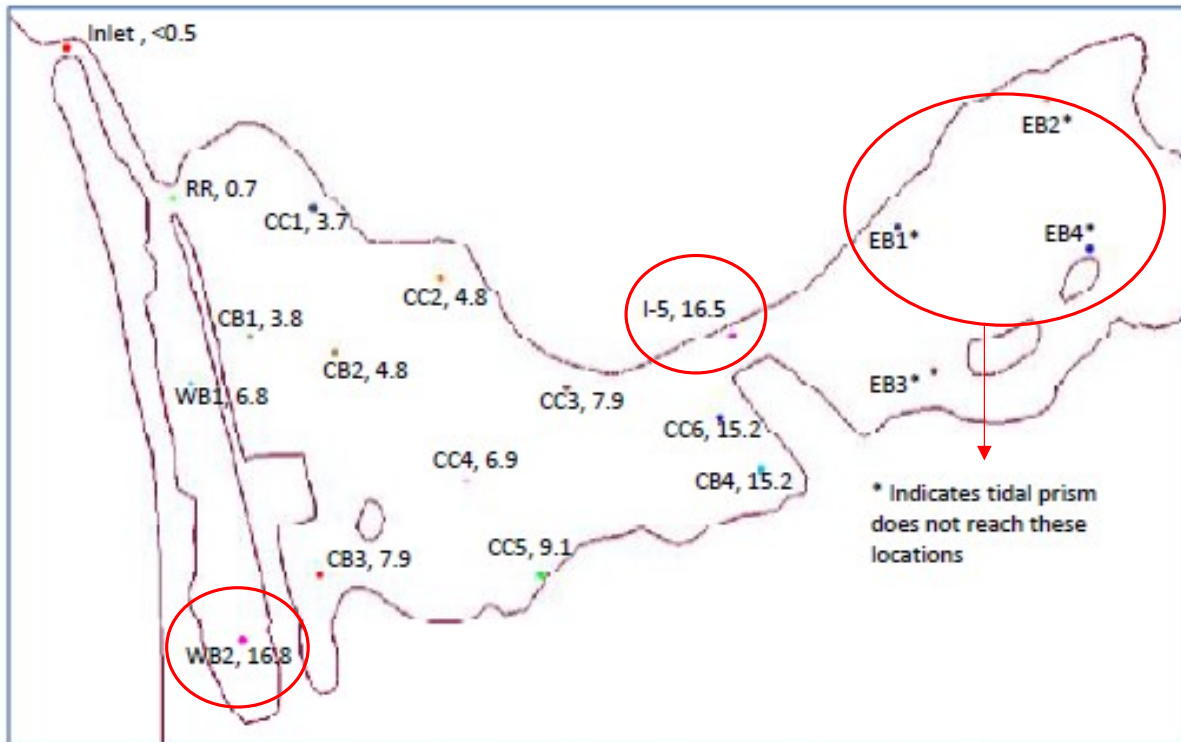 Inlet , <0.5
EB2*
RR, 0.7
CC1, 3.7
EB1*
EB4*
CC2, 4.8
I-5, 16.5
CB1, 3.8
CB2, 4.8
WB1, 6.8
CC3, 7.9
EB3*
CC6, 15.2
CC4, 6.9
CB4, 15.2
* Indicates tidal prism
does not reach these
locations
CB3, 7.9
CC5, 9.1
WB2, 16.8